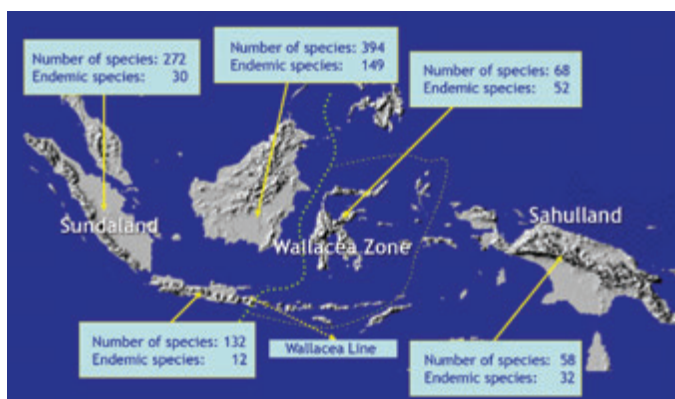 Number of species: 272
Endemic species: 30
Number of species: 394
Endemic species: 149
Number of species: 68
Endemic species: 52
Sundaland
Wallacea Zone
Sahulland
Number of species: 132
Endemic species: 12
Wallacea Line
Number of species: 58
Endemic species: 32